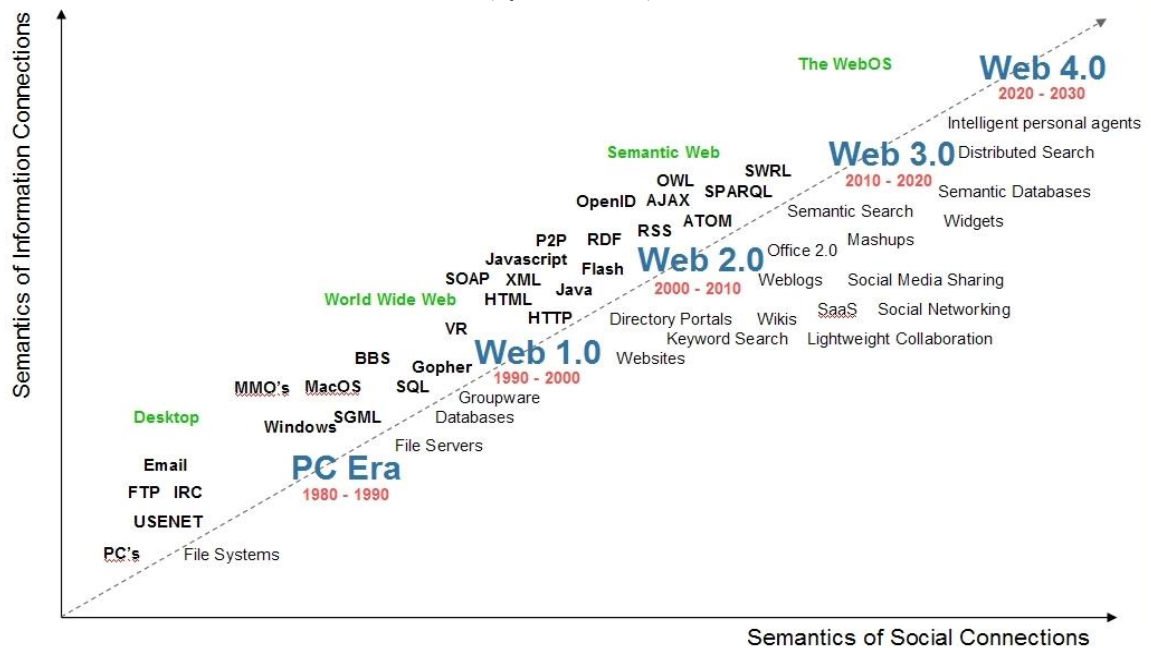 Semantics of Information Connections
The WebOS
Web 4.0
2020 - 2030
Intelligent personal agents
Semantic Web
Web 3.0
Distributed Search
2010 - 2020
SWRL
OWL
SPARQL
Semantic Databases
OpenID
AJAX
Semantic Search
Widgets
ATOM
RSS
P2P
RDF
Mashups
Office 2.0
Javascript
Web 2.0
Flash
SOAP
XML
2000 - 2010
Weblogs
Social Media Sharing
Java
World Wide Web
HTML
HTTP
Directory Portals
Wikis
SaaS
Social Networking
VR
Keyword Search
Lightweight Collaboration
Web 1.0
BBS
Websites
Gopher
1990 - 2000
MMO's
MacOS
SQL
Groupware
Desktop
SGML
Databases
Windows
File Servers
Email
PC Era
FTP
IRC
1980 - 1990
USENET
PC's
File Systems
Semantics of Social Connections